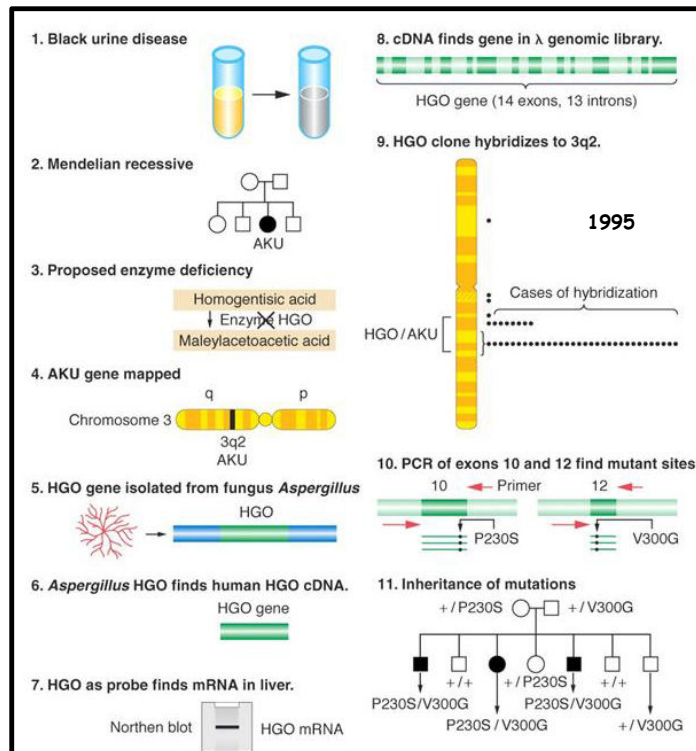 1. Black urine disease
2. Mendelian recessive
AKU
3. Proposed enzyme deficiency
Homogentisic acid
Enzyme HGO
Maleylacetoacetic acid
4. AKU gene mapped
q p
Chromosome 3
3q2
AKU
5. HGO gene isolated from fungus Aspergillus
HGO
6. Aspergillus HGO finds human HGO cDNA.
HGO gene
7. HGO as probe finds mRNA in liver.
Northen blot HGO mRNA
8. cDNA finds gene in λ genomic library.
HGO gene (14 exons, 13 introns)
9. HGO clone hybridizes to 3q2.
1995
Cases of hybridization
HGO/AKU
10. PCR of exons 10 and 12 find mutant sites
10 Primer 12
P230S V300G
11. Inheritance of mutations
+/P230S +/V300G
+/+ +/P230S +/+
P230S/V300G P230S/V300G
P230S/V300G +/V300G